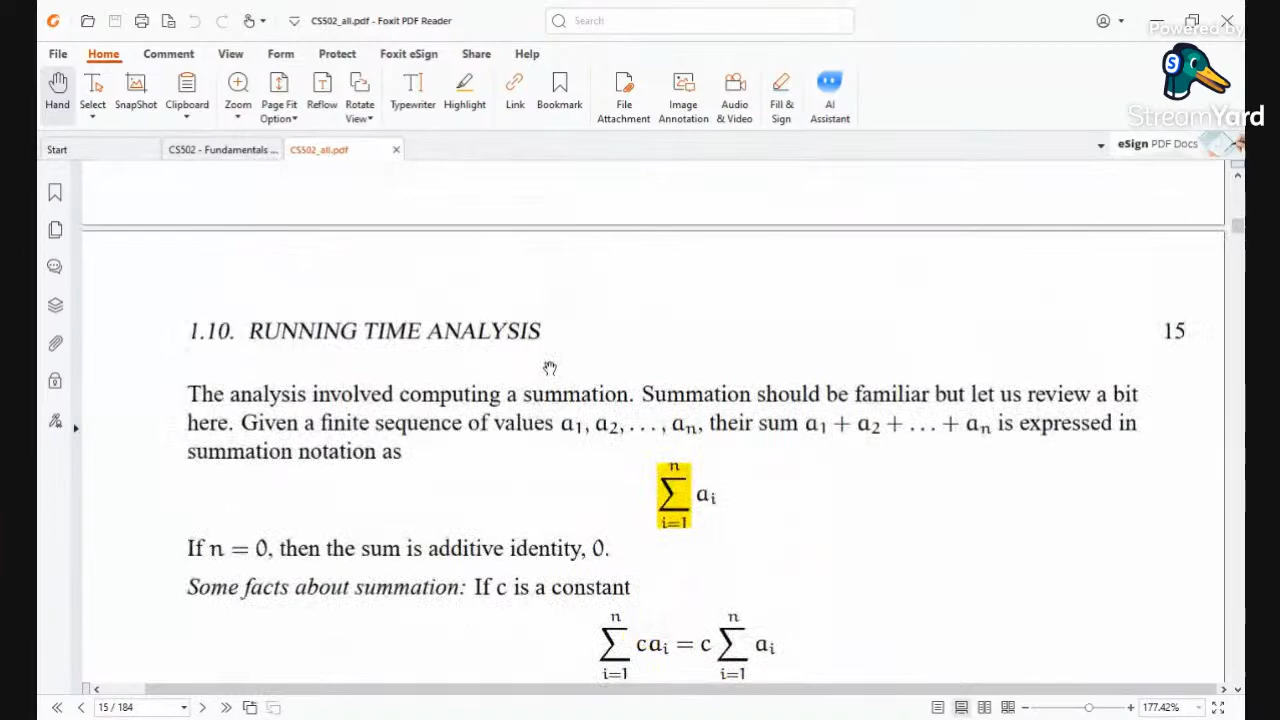 CS502_all.pdf - Foxit PDF Reader
Search
Powered by
File Home Comment View Form Protect Foxit eSign Share Help
StreamYard
Hand Select SnapShot Clipboard Zoom Page Fit Option Reflow Rotate View Typewriter Highlight Link Bookmark File Attachment Image Annotation Audio & Video Fill & Sign AI Assistant
Start CS502 - Fundamentals ... CS502_all.pdf eSign PDF Docs
1.10. RUNNING TIME ANALYSIS 15
The analysis involved computing a summation. Summation should be familiar but let us review a bit
here. Given a finite sequence of values a₁, a₂, . . . , aₙ, their sum a₁ + a₂ + . . . + aₙ is expressed in
summation notation as
n
∑ aᵢ
i=1
If n = 0, then the sum is additive identity, 0.
Some facts about summation: If c is a constant
n n
∑ caᵢ = c ∑ aᵢ
i=1 i=1
15 / 184 177.42%